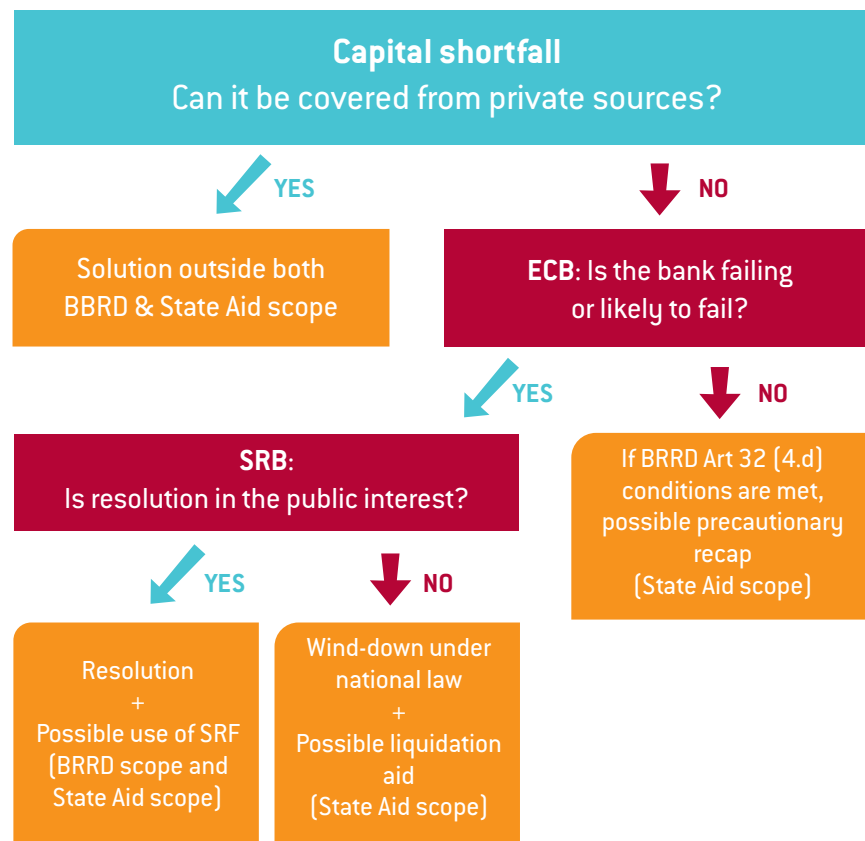 Capital shortfall
Can it be covered from private sources?
YES
NO
Solution outside both
BBRD & State Aid scope
ECB: Is the bank failing
or likely to fail?
YES
NO
SRB:
Is resolution in the public interest?
If BRRD Art 32 (4.d)
conditions are met,
possible precautionary
recap
(State Aid scope)
YES
NO
Resolution
+
Possible use of SRF
(BRRD scope and
State Aid scope)
Wind-down under
national law
+
Possible liquidation
aid
(State Aid scope)